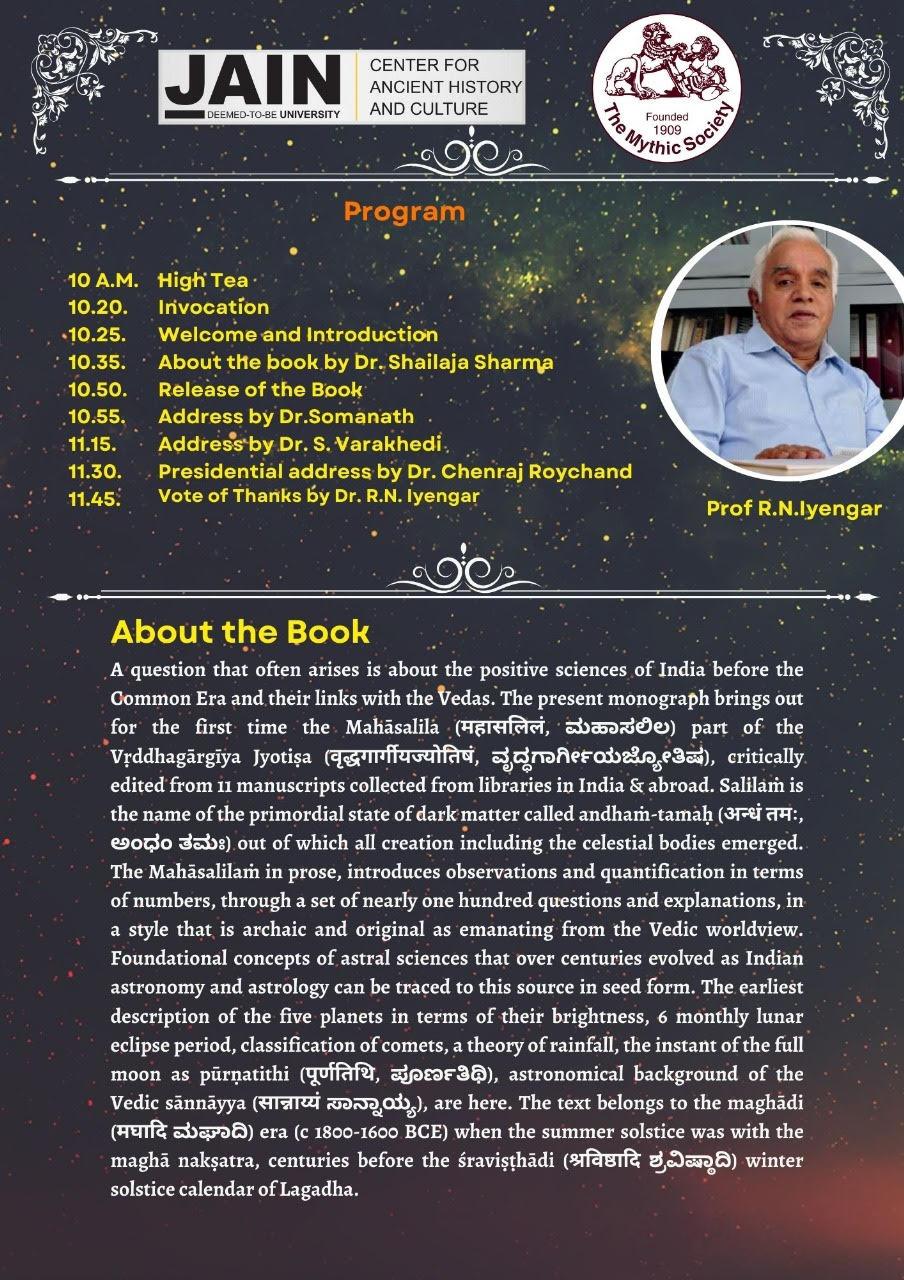 JAIN
DEEMED-TO-BE UNIVERSITY
CENTER FOR
ANCIENT HISTORY
AND CULTURE
Founded
1909
The Mythic Society
Program
10 A.M. High Tea
10.20. Invocation
10.25. Welcome and Introduction
10.35. About the book by Dr. Shailaja Sharma
10.50. Release of the Book
10.55. Address by Dr.Somanath
11.15. Address by Dr. S. Varakhedi
11.30. Presidential address by Dr. Chenraj Roychand
11.45. Vote of Thanks by Dr. R.N. Iyengar
Prof R.N.Iyengar
About the Book
A question that often arises is about the positive sciences of India before the
Common Era and their links with the Vedas. The present monograph brings out
for the first time the Mahāsalila (महासलिलं, ಮಹಾಸಲಿಲ) part of the
Vṛddhagārgīya Jyotiṣa (वृद्धगार्गीयज्योतिषं, ವೃದ್ಧಗಾರ್ಗೀಯಜ್ಯೋತಿಷ), critically
edited from 11 manuscripts collected from libraries in India & abroad. Salilaṁ is
the name of the primordial state of dark matter called andhaṁ-tamaḥ (अन्धं तमः,
ಅಂಧಂ ತಮಃ) out of which all creation including the celestial bodies emerged.
The Mahāsalilaṁ in prose, introduces observations and quantification in terms
of numbers, through a set of nearly one hundred questions and explanations, in
a style that is archaic and original as emanating from the Vedic worldview.
Foundational concepts of astral sciences that over centuries evolved as Indian
astronomy and astrology can be traced to this source in seed form. The earliest
description of the five planets in terms of their brightness, 6 monthly lunar
eclipse period, classification of comets, a theory of rainfall, the instant of the full
moon as pūrṇatithi (पूर्णतिथि, ಪೂರ್ಣತಿಥಿ), astronomical background of the
Vedic sānnāyya (सान्नाय्यं ಸಾನ್ನಾಯ್ಯ), are here. The text belongs to the maghādi
(मघादि ಮಘಾದಿ) era (c 1800-1600 BCE) when the summer solstice was with the
maghā nakṣatra, centuries before the śraviṣṭhādi (श्रविष्ठादि ಶ್ರವಿಷ್ಠಾದಿ) winter
solstice calendar of Lagadha.